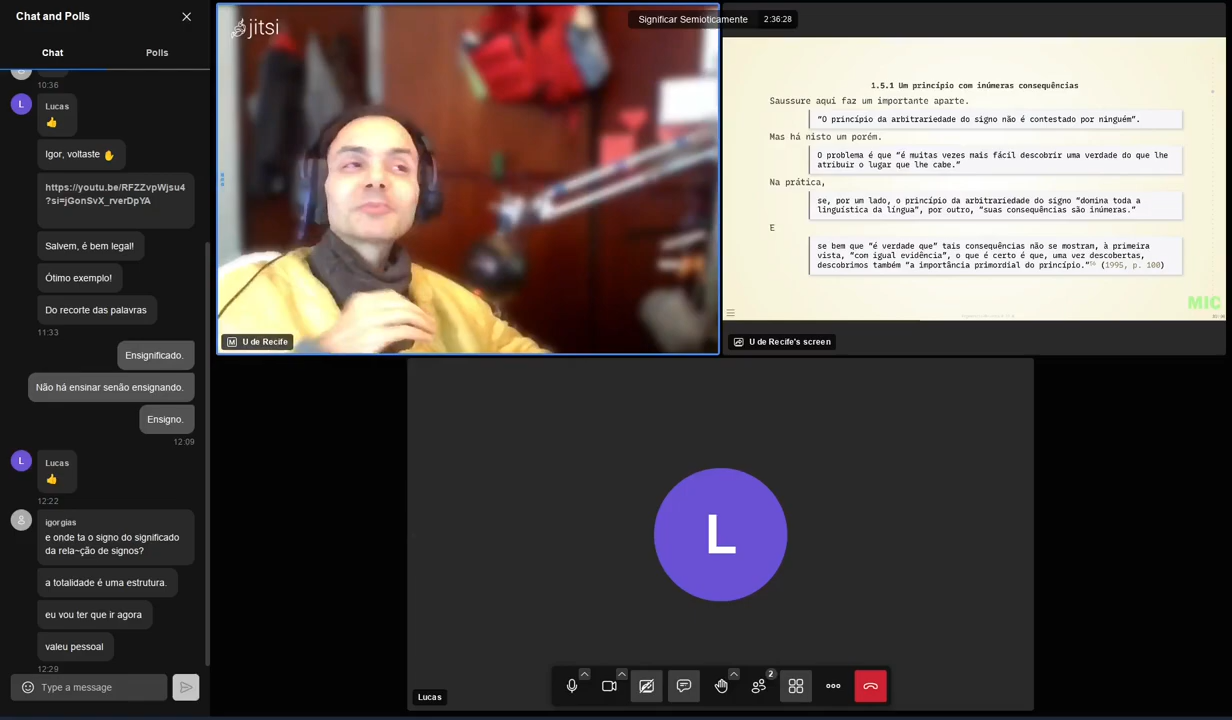 Chat and Polls
Chat
Polls
10:36
L
Lucas
👍
Igor, voltaste ✋
https://youtu.be/RFZZvpWjsu4
?si=jGonSvX_rverDpYA
Salvem, é bem legal!
Ótimo exemplo!
Do recorte das palavras
11:33
Ensignificado.
Não há ensinar senão ensignando.
Ensigno.
12:09
L
Lucas
👍
12:22
igorgias
e onde ta o signo do significado
da rela~ção de signos?
a totalidade é uma estrutura.
eu vou ter que ir agora
valeu pessoal
12:29
Type a message
jitsi
Significar Semioticamente
2:36:28
M
U de Recife
1.5.1 Um princípio com inúmeras consequências
Saussure aqui faz um importante aparte.
“O princípio da arbitrariedade do signo não é contestado por ninguém”.
Mas há nisto um porém.
O problema é que “é muitas vezes mais fácil descobrir uma verdade do que lhe
atribuir o lugar que lhe cabe.”
Na prática,
se, por um lado, o princípio da arbitrariedade do signo “domina toda a
linguística da língua”, por outro, “suas consequências são inúmeras.”
E
se bem que “é verdade que” tais consequências não se mostram, à primeira
vista, “com igual evidência”, o que é certo é que, uma vez descobertas,
descobrimos também “a importância primordial do princípio.” (1995, p. 100)
MIC
U de Recife's screen
L
Lucas
2